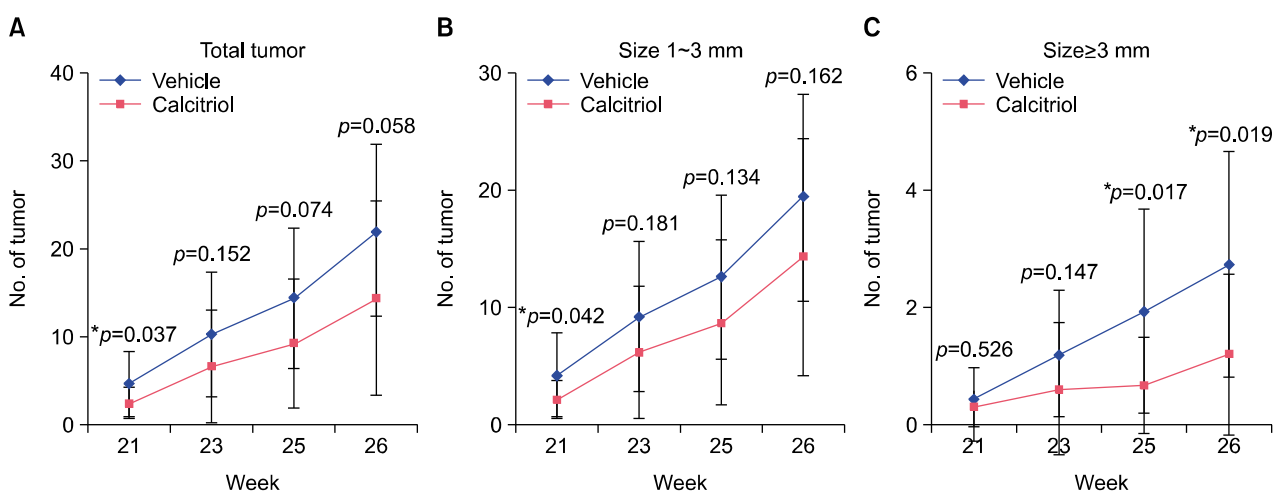 A
Total tumor
40
30
20
10
0
No. of tumor
Vehicle
Calcitriol
*p=0.037
p=0.152
p=0.074
p=0.058
21
23
25
26
Week
B
Size 1~3 mm
30
20
10
0
No. of tumor
Vehicle
Calcitriol
*p=0.042
p=0.181
p=0.134
p=0.162
21
23
25
26
Week
C
Size≥3 mm
6
4
2
0
No. of tumor
Vehicle
Calcitriol
p=0.526
p=0.147
*p=0.017
*p=0.019
21
23
25
26
Week